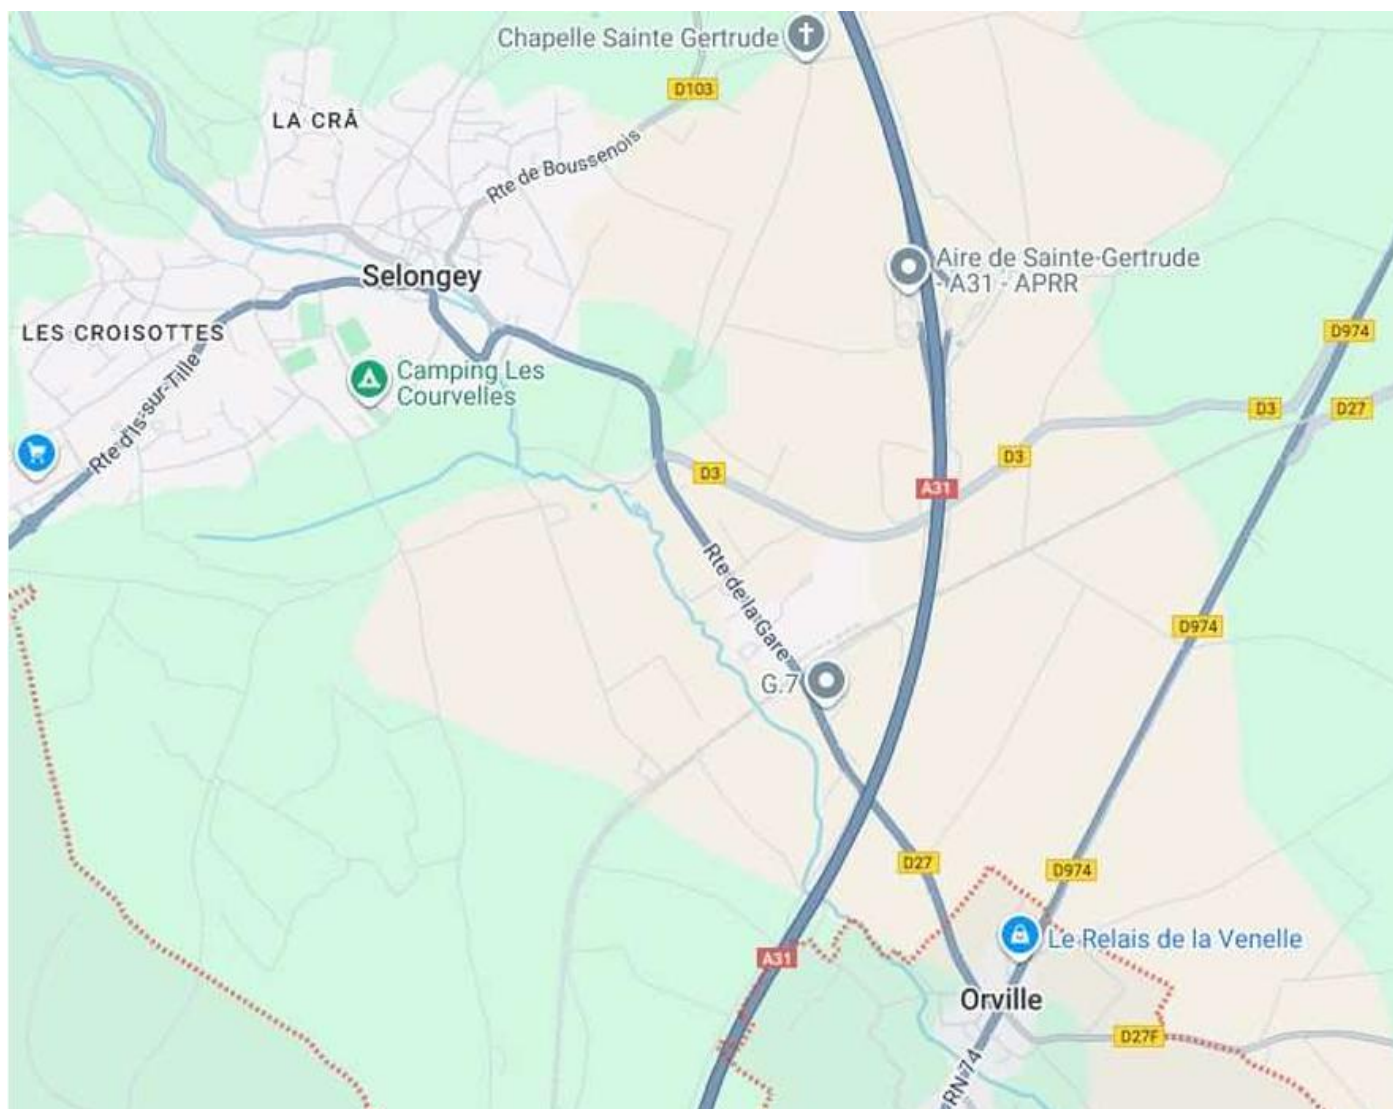 Chapelle Sainte Gertrude
D103
LA CRÂ
Rte de Boussenois
Aire de Sainte-Gertrude
- A31 - APRR
Selongey
LES CROISOTTES
D974
Camping Les
Courvelles
Rte d'Is-sur-Tille
D3
D27
D3
D3
A31
Rte de la Gare
D974
G.7
D27
D974
Le Relais de la Venelle
A31
Orville
D27F
RN 74